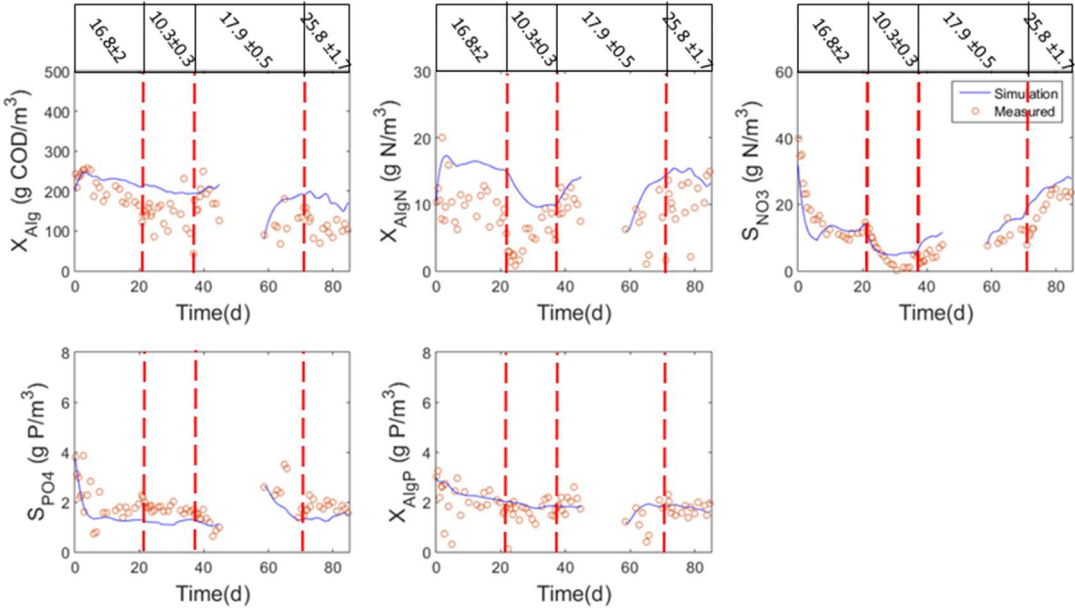 16.8±2
10.3±0.3
17.9 ±0.5
25.8 ±1.7
16.8±2
10.3±0.3
17.9 ±0.5
25.8 ±1.7
16.8±2
10.3±0.3
17.9 ±0.5
25.8 ±1.7
X_Alg (g COD/m³)
500
400
300
200
100
0
0 20 40 60 80
Time(d)
X_AlgN (g N/m³)
30
20
10
0
0 20 40 60 80
Time(d)
S_NO3 (g N/m³)
60
40
20
0
0 20 40 60 80
Time(d)
Simulation
Measured
S_PO4 (g P/m³)
8
6
4
2
0
0 20 40 60 80
Time(d)
X_AlgP (g P/m³)
8
6
4
2
0
0 20 40 60 80
Time(d)